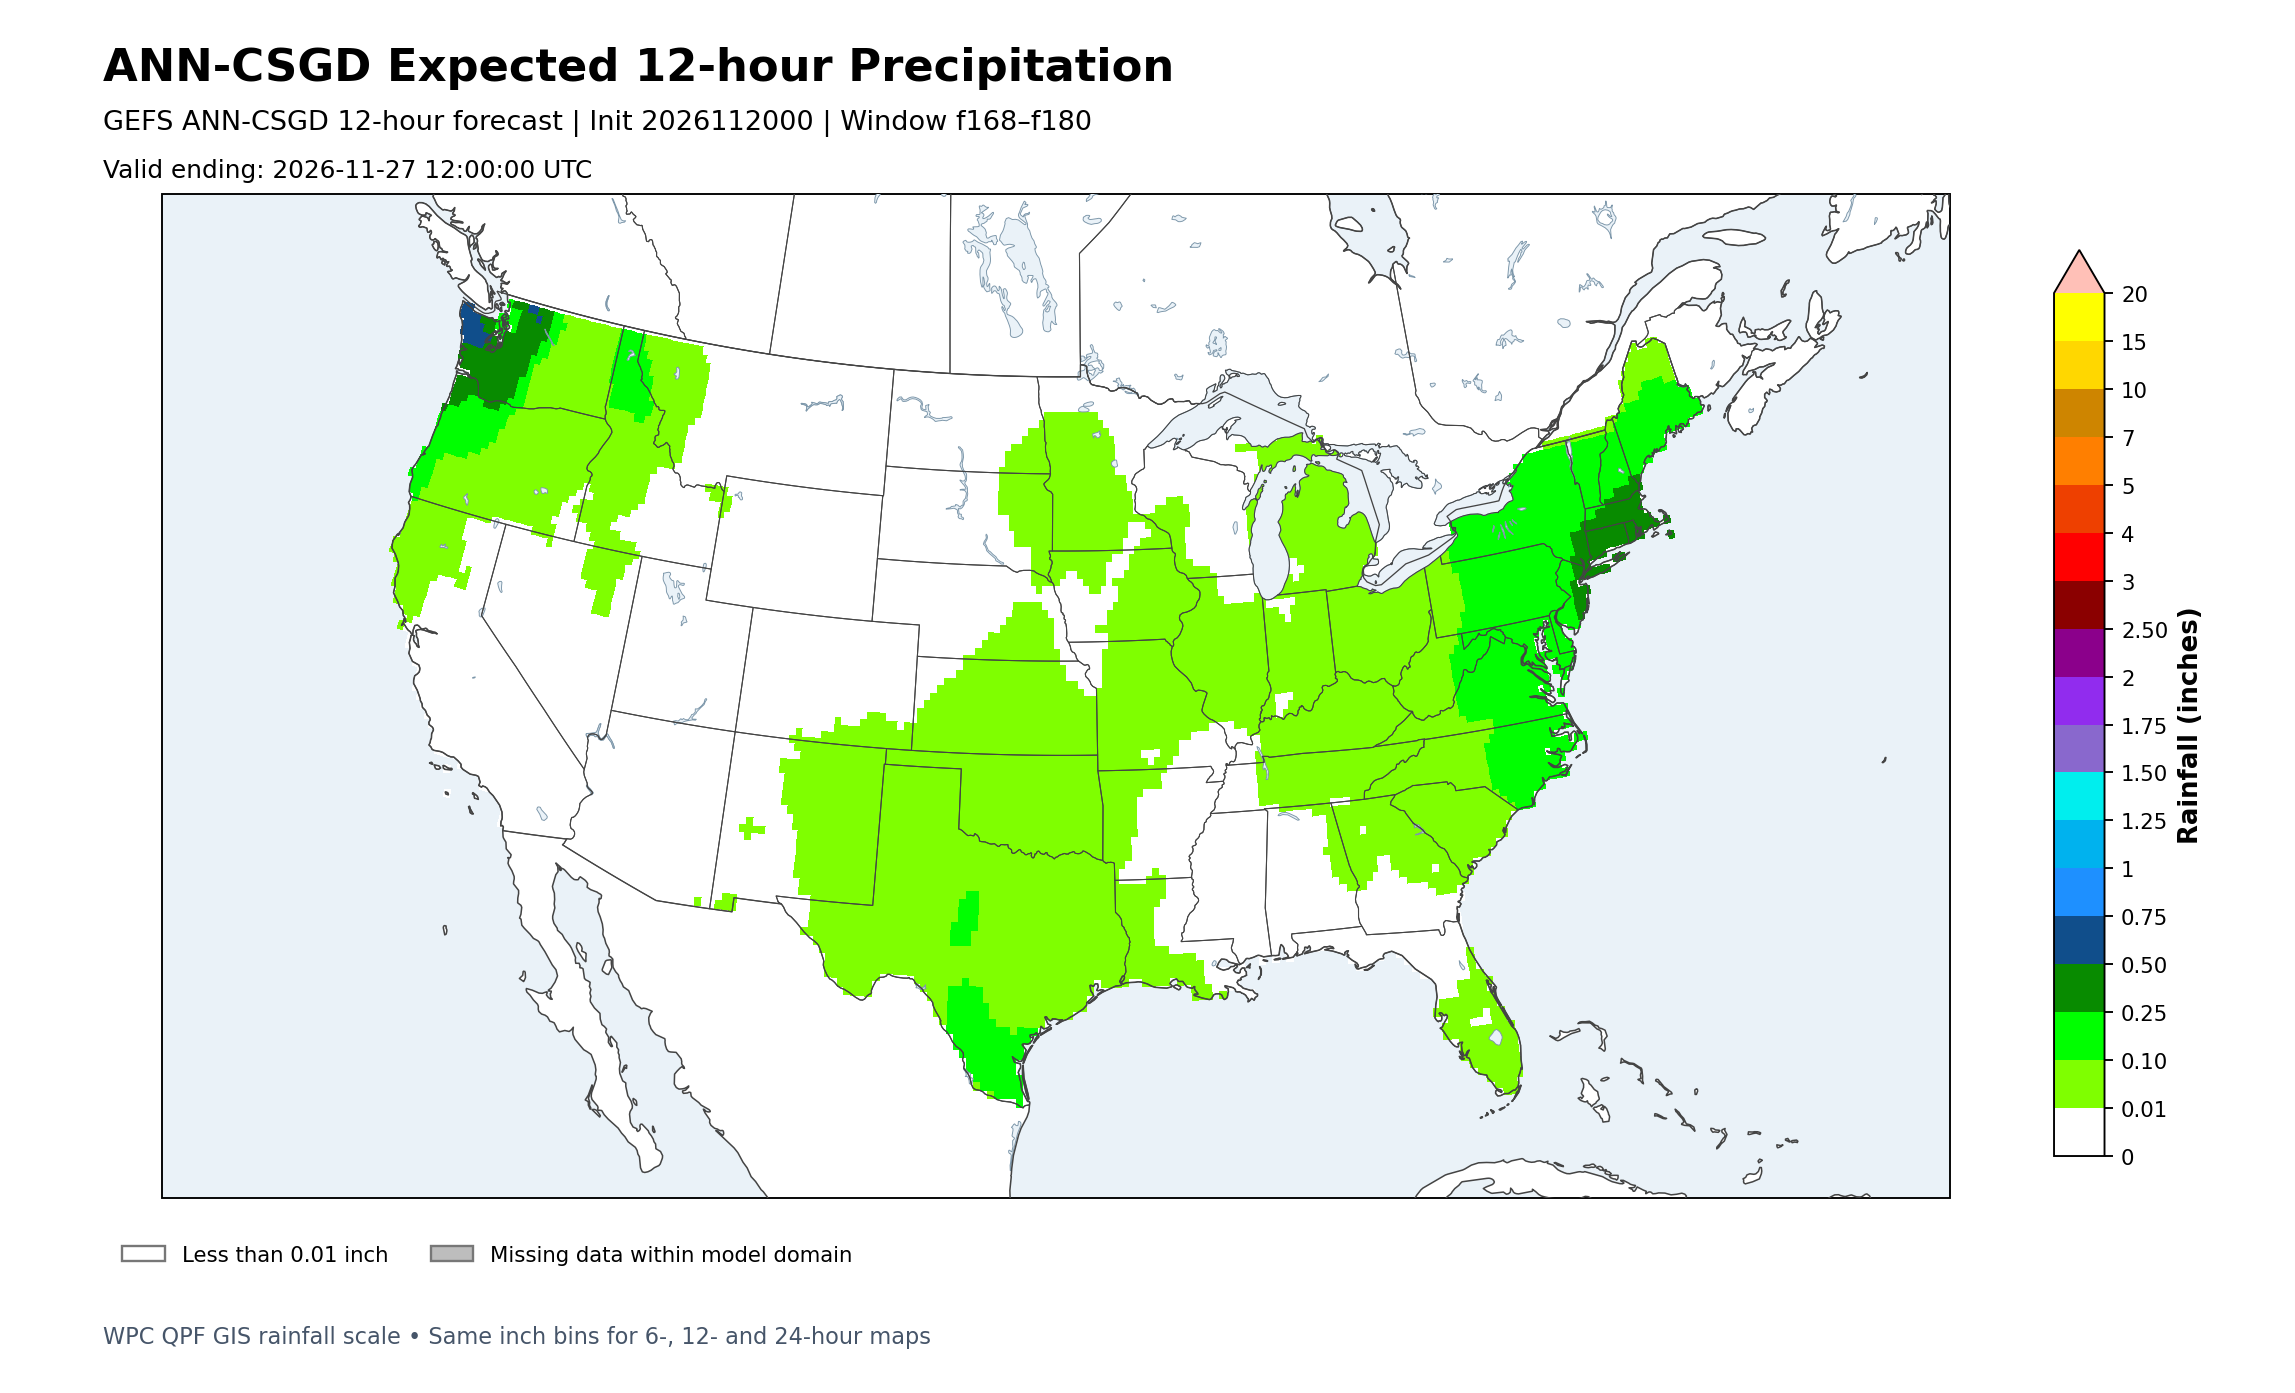 ANN-CSGD Expected 12-hour Precipitation
GEFS ANN-CSGD 12-hour forecast | Init 2026112000 | Window f168–f180
Valid ending: 2026-11-27 12:00:00 UTC
20
15
10
7
5
4
3
2.50
2
1.75
1.50
1.25
1
0.75
0.50
0.25
0.10
0.01
0
Rainfall (inches)
Less than 0.01 inch
Missing data within model domain
WPC QPF GIS rainfall scale • Same inch bins for 6-, 12- and 24-hour maps